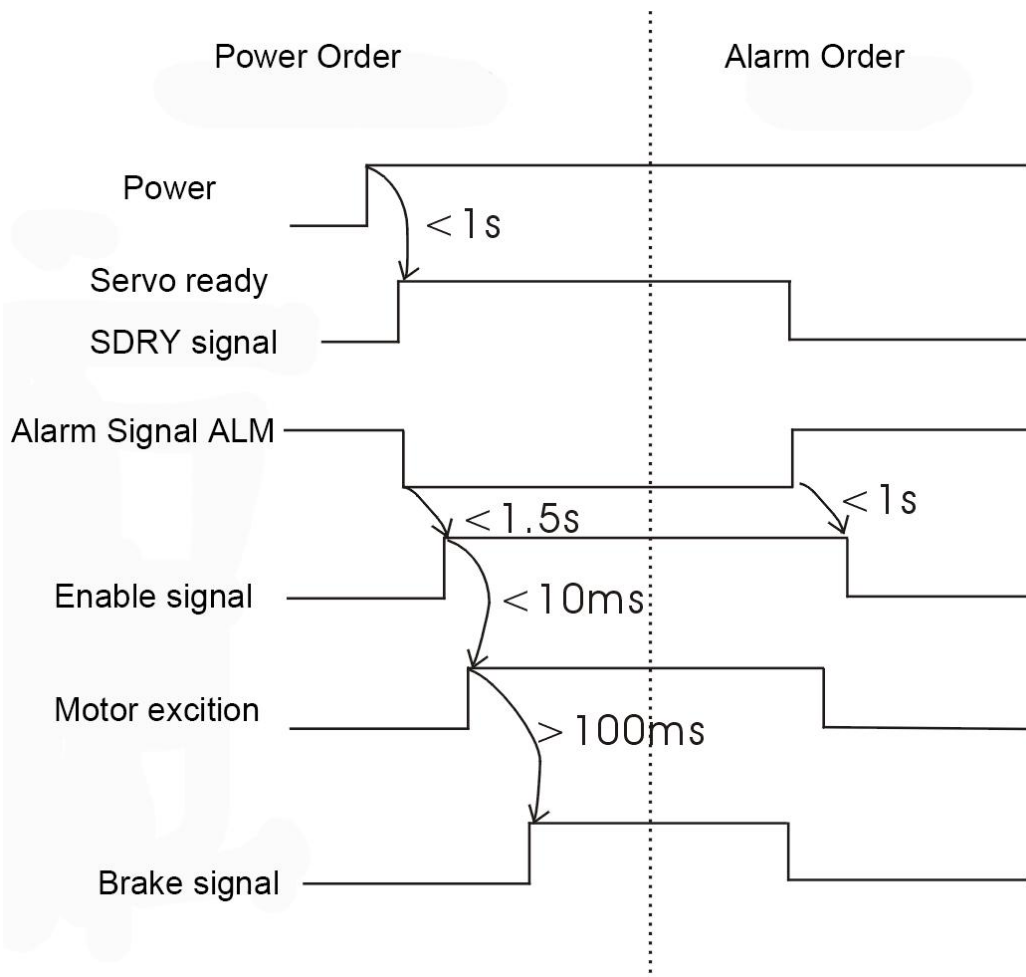 Power Order
Alarm Order
Power
<1s
Servo ready
SDRY signal
Alarm Signal ALM
<1s
<1.5s
Enable signal
<10ms
Motor excition
>100ms
Brake signal